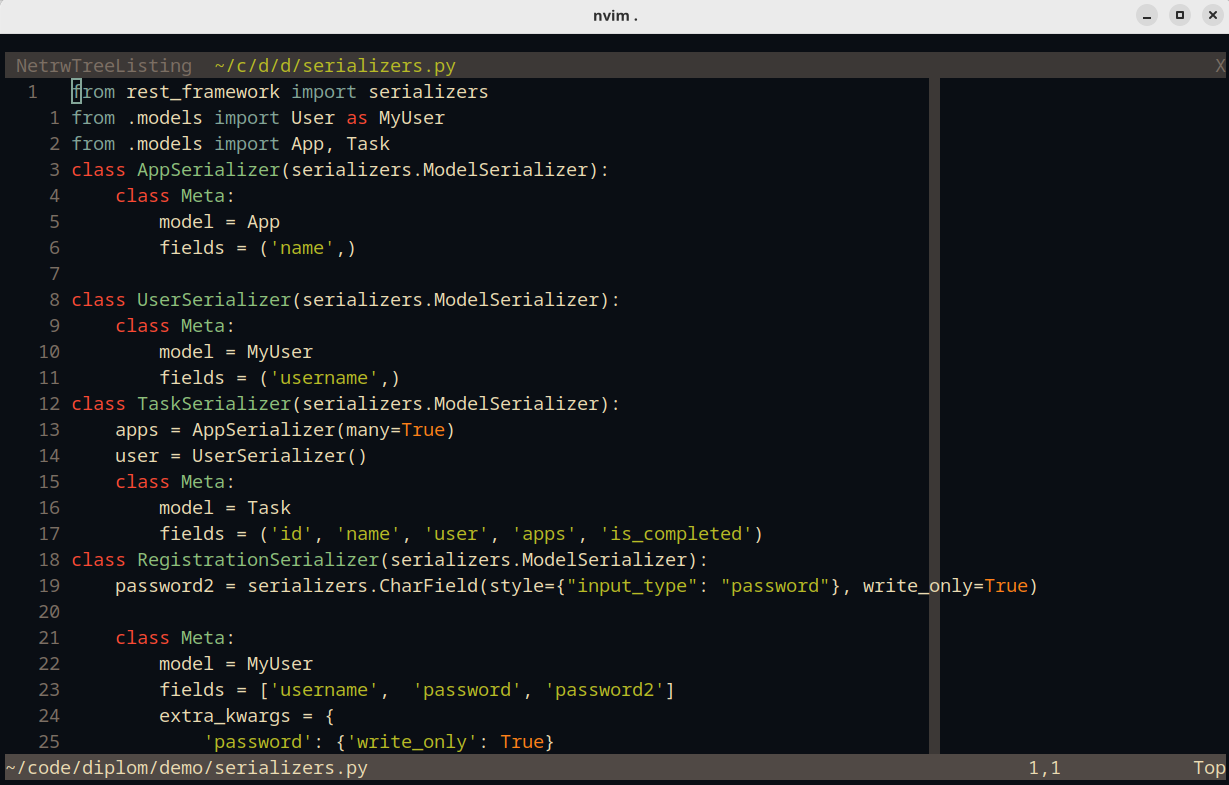 nvim .
NetrwTreeListing  ~/c/d/d/serializers.py X
1   from rest_framework import serializers
  1 from .models import User as MyUser
  2 from .models import App, Task
  3 class AppSerializer(serializers.ModelSerializer):
  4     class Meta:
  5         model = App
  6         fields = ('name',)
  7
  8 class UserSerializer(serializers.ModelSerializer):
  9     class Meta:
 10         model = MyUser
 11         fields = ('username',)
 12 class TaskSerializer(serializers.ModelSerializer):
 13     apps = AppSerializer(many=True)
 14     user = UserSerializer()
 15     class Meta:
 16         model = Task
 17         fields = ('id', 'name', 'user', 'apps', 'is_completed')
 18 class RegistrationSerializer(serializers.ModelSerializer):
 19     password2 = serializers.CharField(style={"input_type": "password"}, write_only=True)
 20
 21     class Meta:
 22         model = MyUser
 23         fields = ['username',  'password', 'password2']
 24         extra_kwargs = {
 25             'password': {'write_only': True}
~/code/diplom/demo/serializers.py 1,1 Top